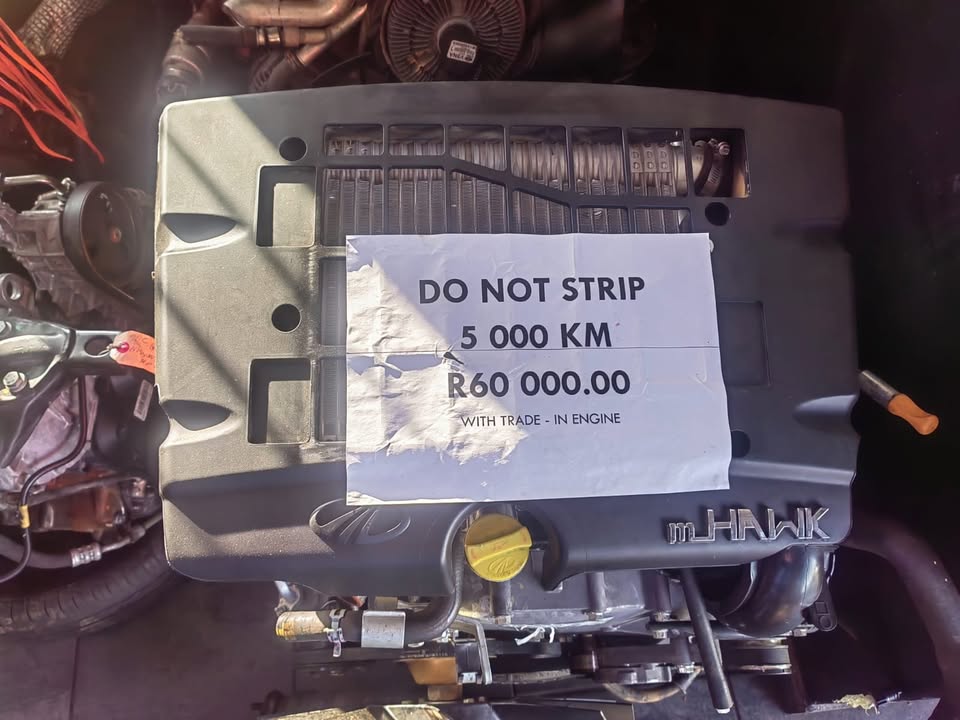 DO NOT STRIP
5 000 KM
R60 000.00
WITH TRADE - IN ENGINE
mHAWK